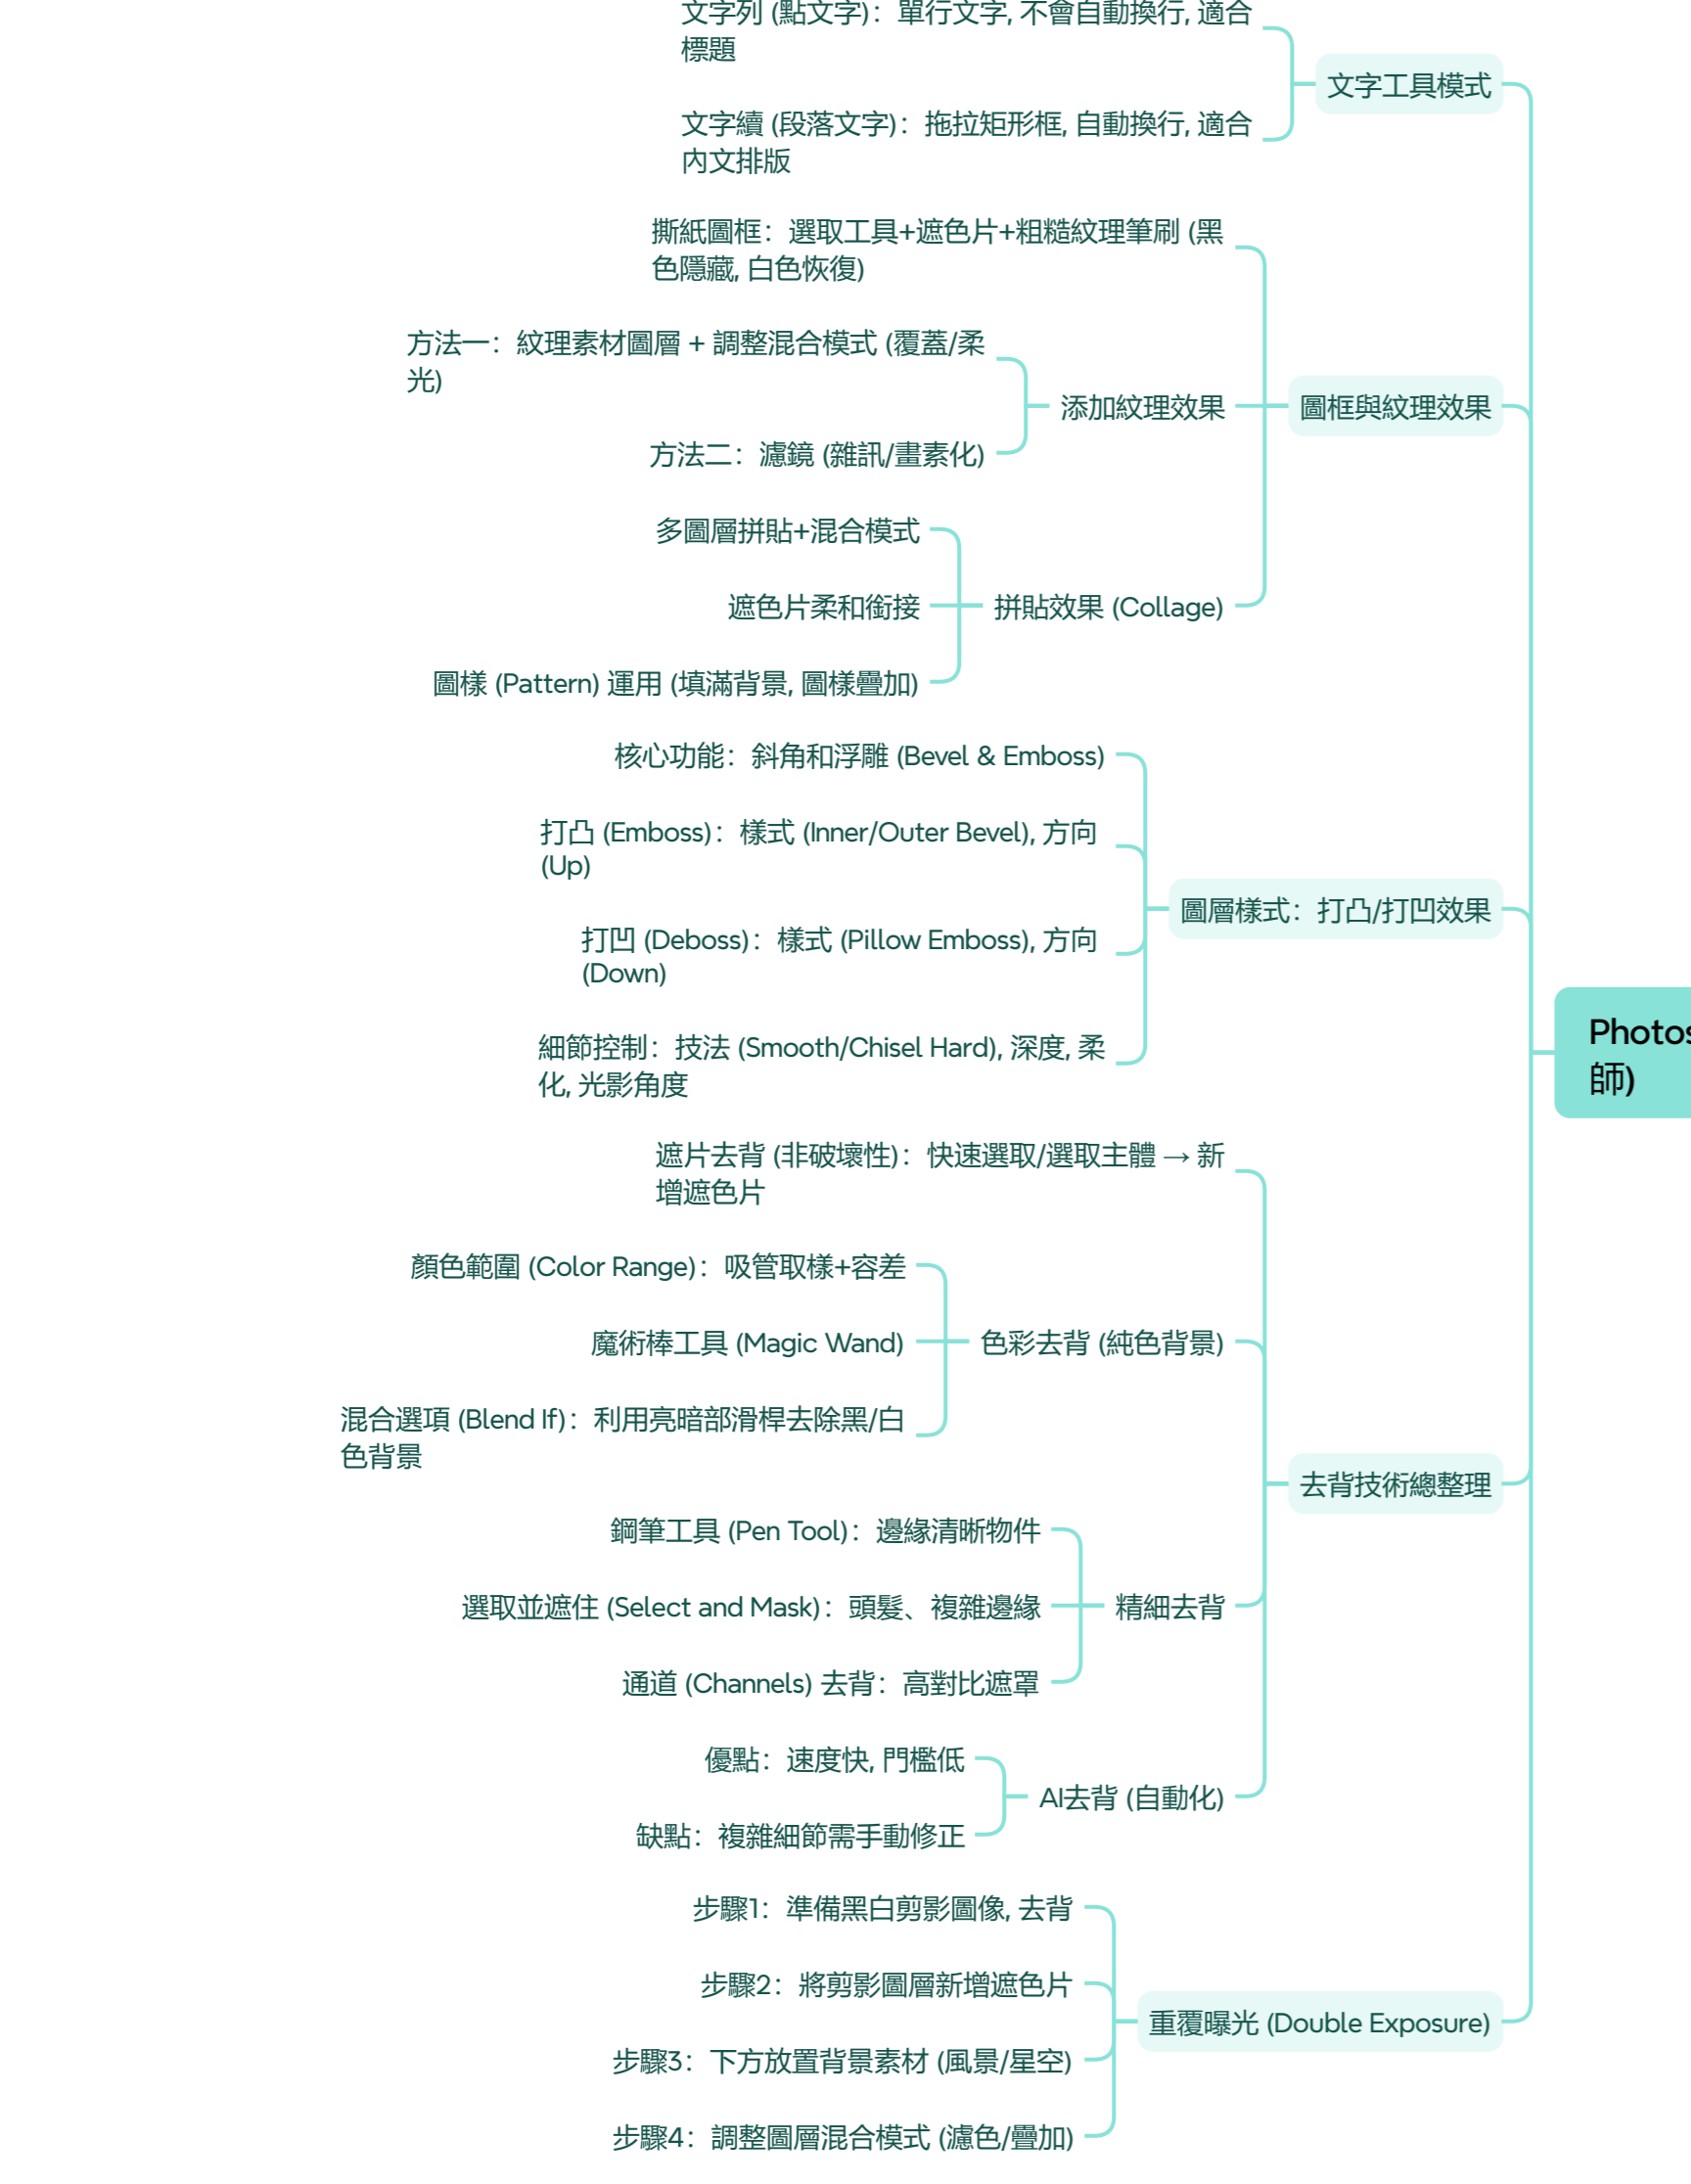 文字列 (點文字)：單行文字, 不會自動換行, 適合
標題
文字續 (段落文字)：拖拉矩形框, 自動換行, 適合
內文排版
文字工具模式
撕紙圖框：選取工具+遮色片+粗糙紋理筆刷 (黑
色隱藏, 白色恢復)
方法一：紋理素材圖層 + 調整混合模式 (覆蓋/柔
光)
方法二：濾鏡 (雜訊/畫素化)
添加紋理效果
圖框與紋理效果
多圖層拼貼+混合模式
遮色片柔和銜接
拼貼效果 (Collage)
圖樣 (Pattern) 運用 (填滿背景, 圖樣疊加)
核心功能：斜角和浮雕 (Bevel & Emboss)
打凸 (Emboss)：樣式 (Inner/Outer Bevel), 方向
(Up)
圖層樣式：打凸/打凹效果
打凹 (Deboss)：樣式 (Pillow Emboss), 方向
(Down)
細節控制：技法 (Smooth/Chisel Hard), 深度, 柔
化, 光影角度
師)
遮片去背 (非破壞性)：快速選取/選取主體 → 新
增遮色片
顏色範圍 (Color Range)：吸管取樣+容差
魔術棒工具 (Magic Wand)
色彩去背 (純色背景)
混合選項 (Blend If)：利用亮暗部滑桿去除黑/白
色背景
去背技術總整理
鋼筆工具 (Pen Tool)：邊緣清晰物件
選取並遮住 (Select and Mask)：頭髮、複雜邊緣
精細去背
通道 (Channels) 去背：高對比遮罩
優點：速度快, 門檻低
AI去背 (自動化)
缺點：複雜細節需手動修正
步驟1：準備黑白剪影圖像, 去背
步驟2：將剪影圖層新增遮色片
重覆曝光 (Double Exposure)
步驟3：下方放置背景素材 (風景/星空)
步驟4：調整圖層混合模式 (濾色/疊加)